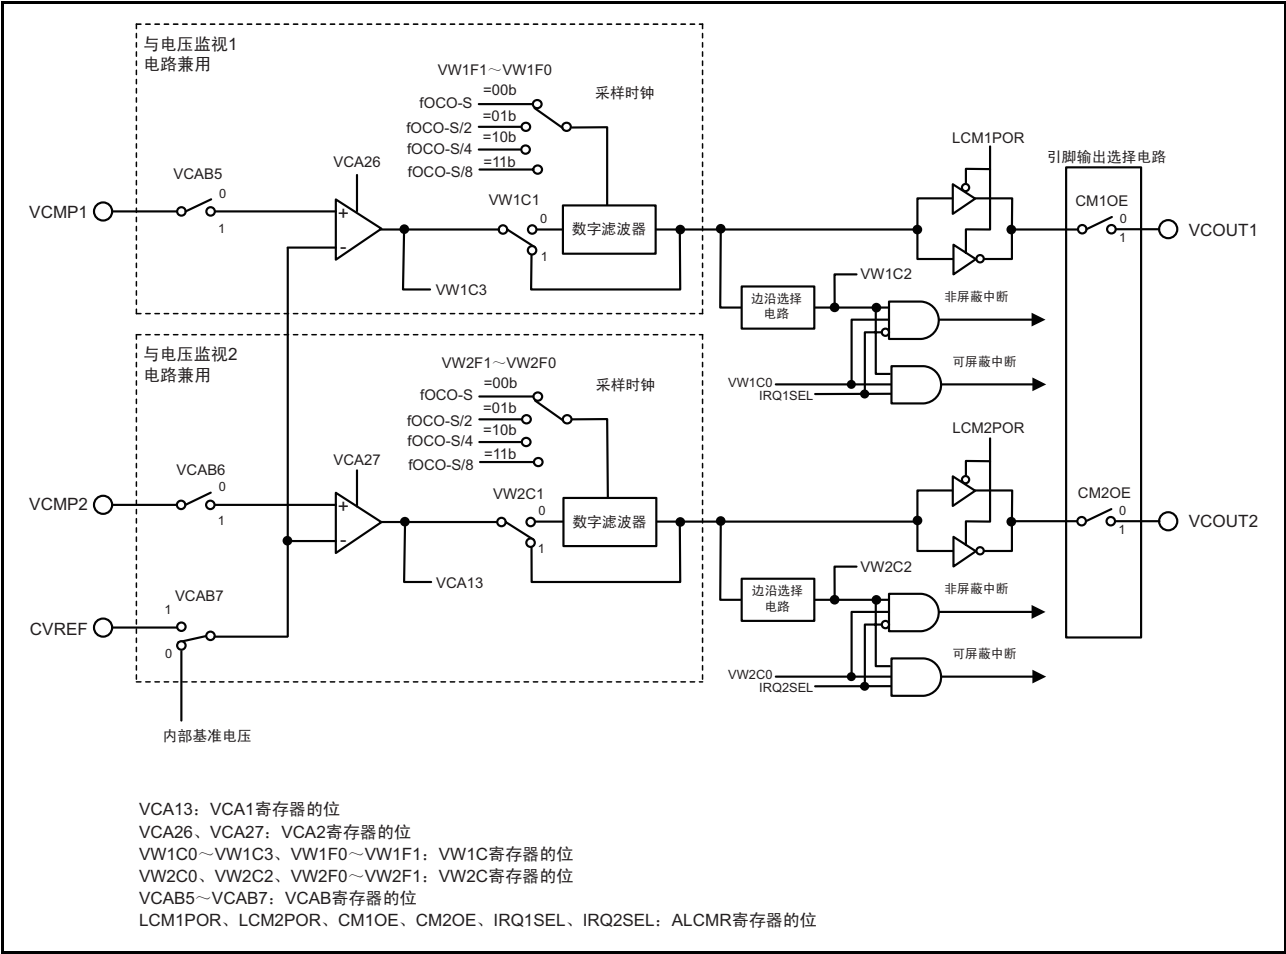 与电压监视1
电路兼用
VW1F1～VW1F0
=00b
fOCO-S
=01b
fOCO-S/2
=10b
fOCO-S/4
=11b
fOCO-S/8
采样时钟
VCAB5
0
1
VCMP1
VCA26
+
-
VW1C1
0
1
数字滤波器
VW1C3
LCM1POR
引脚输出选择电路
CM1OE
0
1
VCOUT1
VW1C2
边沿选择
电路
非屏蔽中断
可屏蔽中断
VW1C0
IRQ1SEL
与电压监视2
电路兼用
VW2F1～VW2F0
=00b
fOCO-S
=01b
fOCO-S/2
=10b
fOCO-S/4
=11b
fOCO-S/8
采样时钟
VCAB6
0
1
VCMP2
VCA27
+
-
VW2C1
0
1
数字滤波器
VCA13
LCM2POR
CM2OE
0
1
VCOUT2
VW2C2
边沿选择
电路
非屏蔽中断
可屏蔽中断
VW2C0
IRQ2SEL
VCAB7
1
0
CVREF
内部基准电压
VCA13：VCA1寄存器的位
VCA26、VCA27：VCA2寄存器的位
VW1C0～VW1C3、VW1F0～VW1F1：VW1C寄存器的位
VW2C0、VW2C2、VW2F0～VW2F1：VW2C寄存器的位
VCAB5～VCAB7：VCAB寄存器的位
LCM1POR、LCM2POR、CM1OE、CM2OE、IRQ1SEL、IRQ2SEL：ALCMR寄存器的位